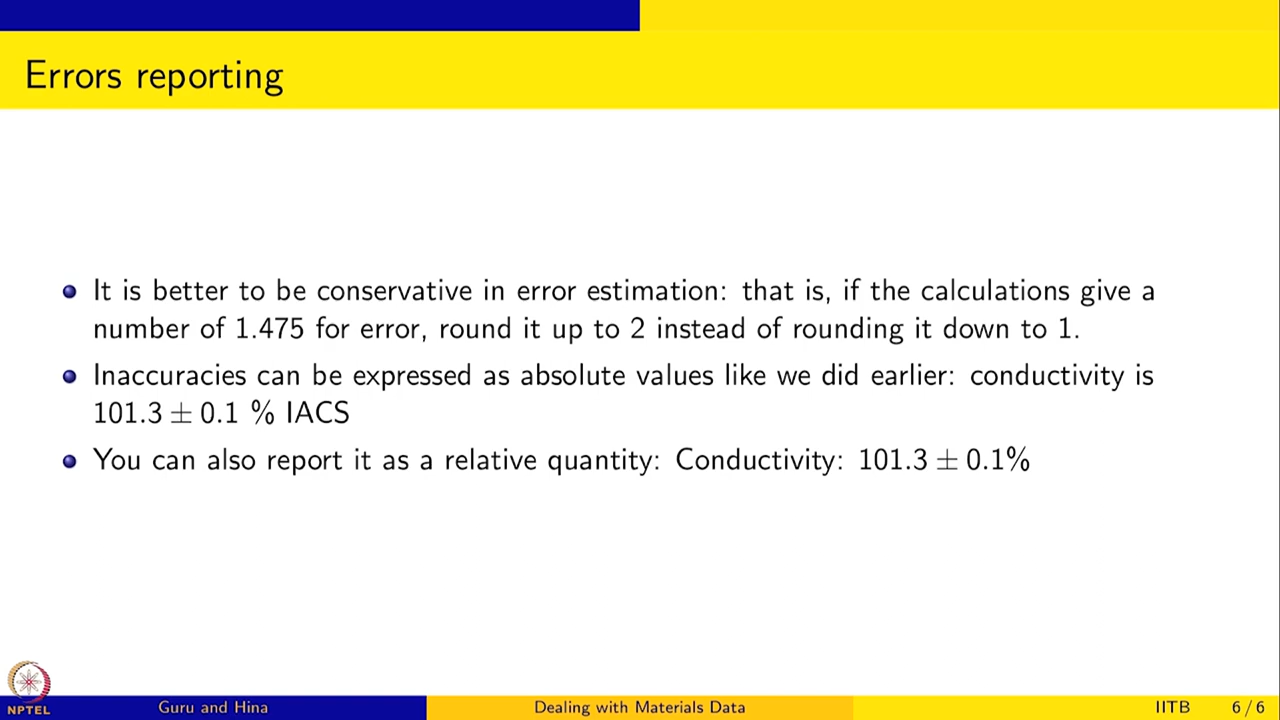 Errors reporting
It is better to be conservative in error estimation: that is, if the calculations give a
number of 1.475 for error, round it up to 2 instead of rounding it down to 1.
Inaccuracies can be expressed as absolute values like we did earlier: conductivity is
101.3 ± 0.1 % IACS
You can also report it as a relative quantity: Conductivity: 101.3 ± 0.1%
NPTEL
Guru and Hina
Dealing with Materials Data
IITB
6 / 6